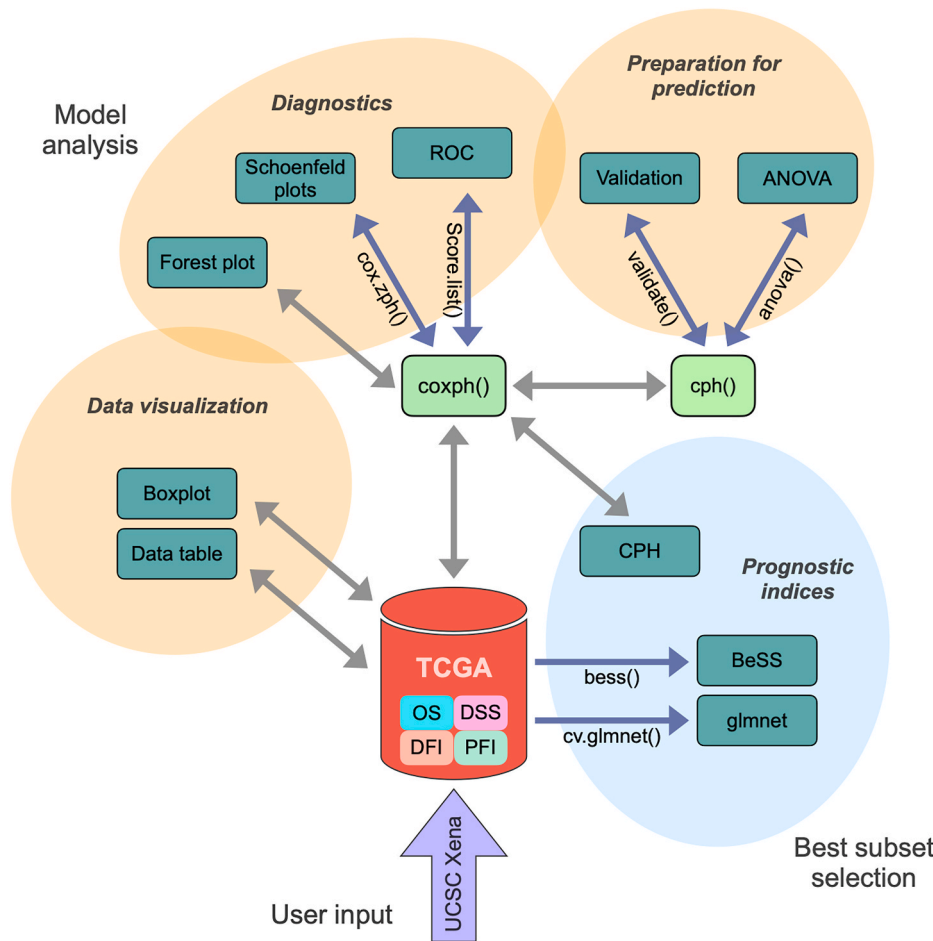 Preparation for
prediction
Diagnostics
Model
analysis
ROC
Schoenfeld
plots
Validation
ANOVA
Forest plot
cox.zph()
Score.list()
validate()
anova()
coxph()
cph()
Data visualization
Boxplot
Data table
CPH
Prognostic
indices
TCGA
BeSS
bess()
OS
DSS
glmnet
cv.glmnet()
DFI
PFI
UCSC Xena
Best subset
selection
User input